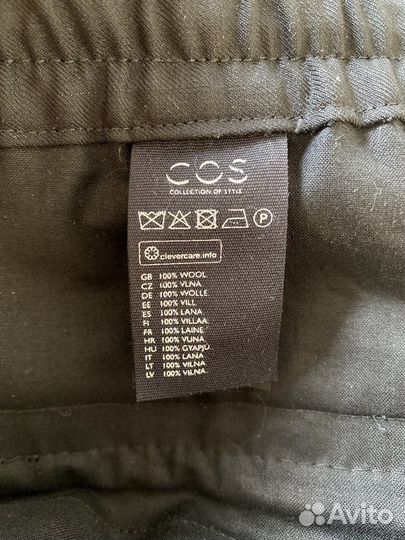 COS
COLLECTION OF STYLE
P
clevercare.info
GB 100% WOOL
CZ 100% VLNA
DE 100% WOLLE
EE 100% VILL
ES 100% LANA
FI 100% VILLAA
FR 100% LAINE
HR 100% VUNA
HU 100% GYAPJÚ
IT 100% LANA
LT 100% VILNA
LV 100% VILNA
Avito